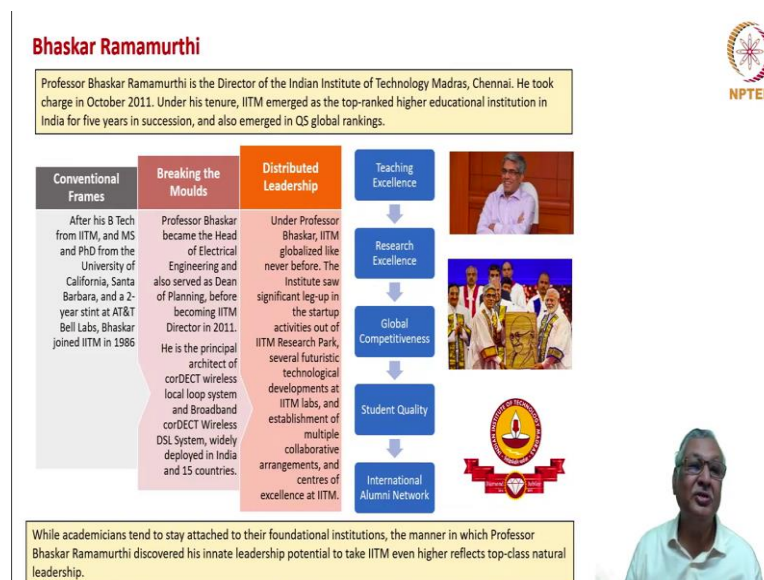 Bhaskar Ramamurthi
Professor Bhaskar Ramamurthi is the Director of the Indian Institute of Technology Madras, Chennai. He took
charge in October 2011. Under his tenure, IITM emerged as the top-ranked higher educational institution in
India for five years in succession, and also emerged in QS global rankings.
NPTEL
Conventional
Frames
After his B Tech
from IITM, and MS
and PhD from the
University of
California, Santa
Barbara, and a 2-
year stint at AT&T
Bell Labs, Bhaskar
joined IITM in 1986
Breaking the
Moulds
Professor Bhaskar
became the Head
of Electrical
Engineering and
also served as Dean
of Planning, before
becoming IITM
Director in 2011.
He is the principal
architect of
corDECT wireless
local loop system
and Broadband
corDECT Wireless
DSL System, widely
deployed in India
and 15 countries.
Distributed
Leadership
Under Professor
Bhaskar, IITM
globalized like
never before. The
Institute saw
significant leg-up in
the startup
activities out of
IITM Research Park,
several futuristic
technological
developments at
IITM labs, and
establishment of
multiple
collaborative
arrangements, and
centres of
excellence at IITM.
Teaching
Excellence
Research
Excellence
Global
Competitiveness
Student Quality
International
Alumni Network
INDIAN INSTITUTE OF TECHNOLOGY MADRAS
While academicians tend to stay attached to their foundational institutions, the manner in which Professor
Bhaskar Ramamurthi discovered his innate leadership potential to take IITM even higher reflects top-class natural
leadership.